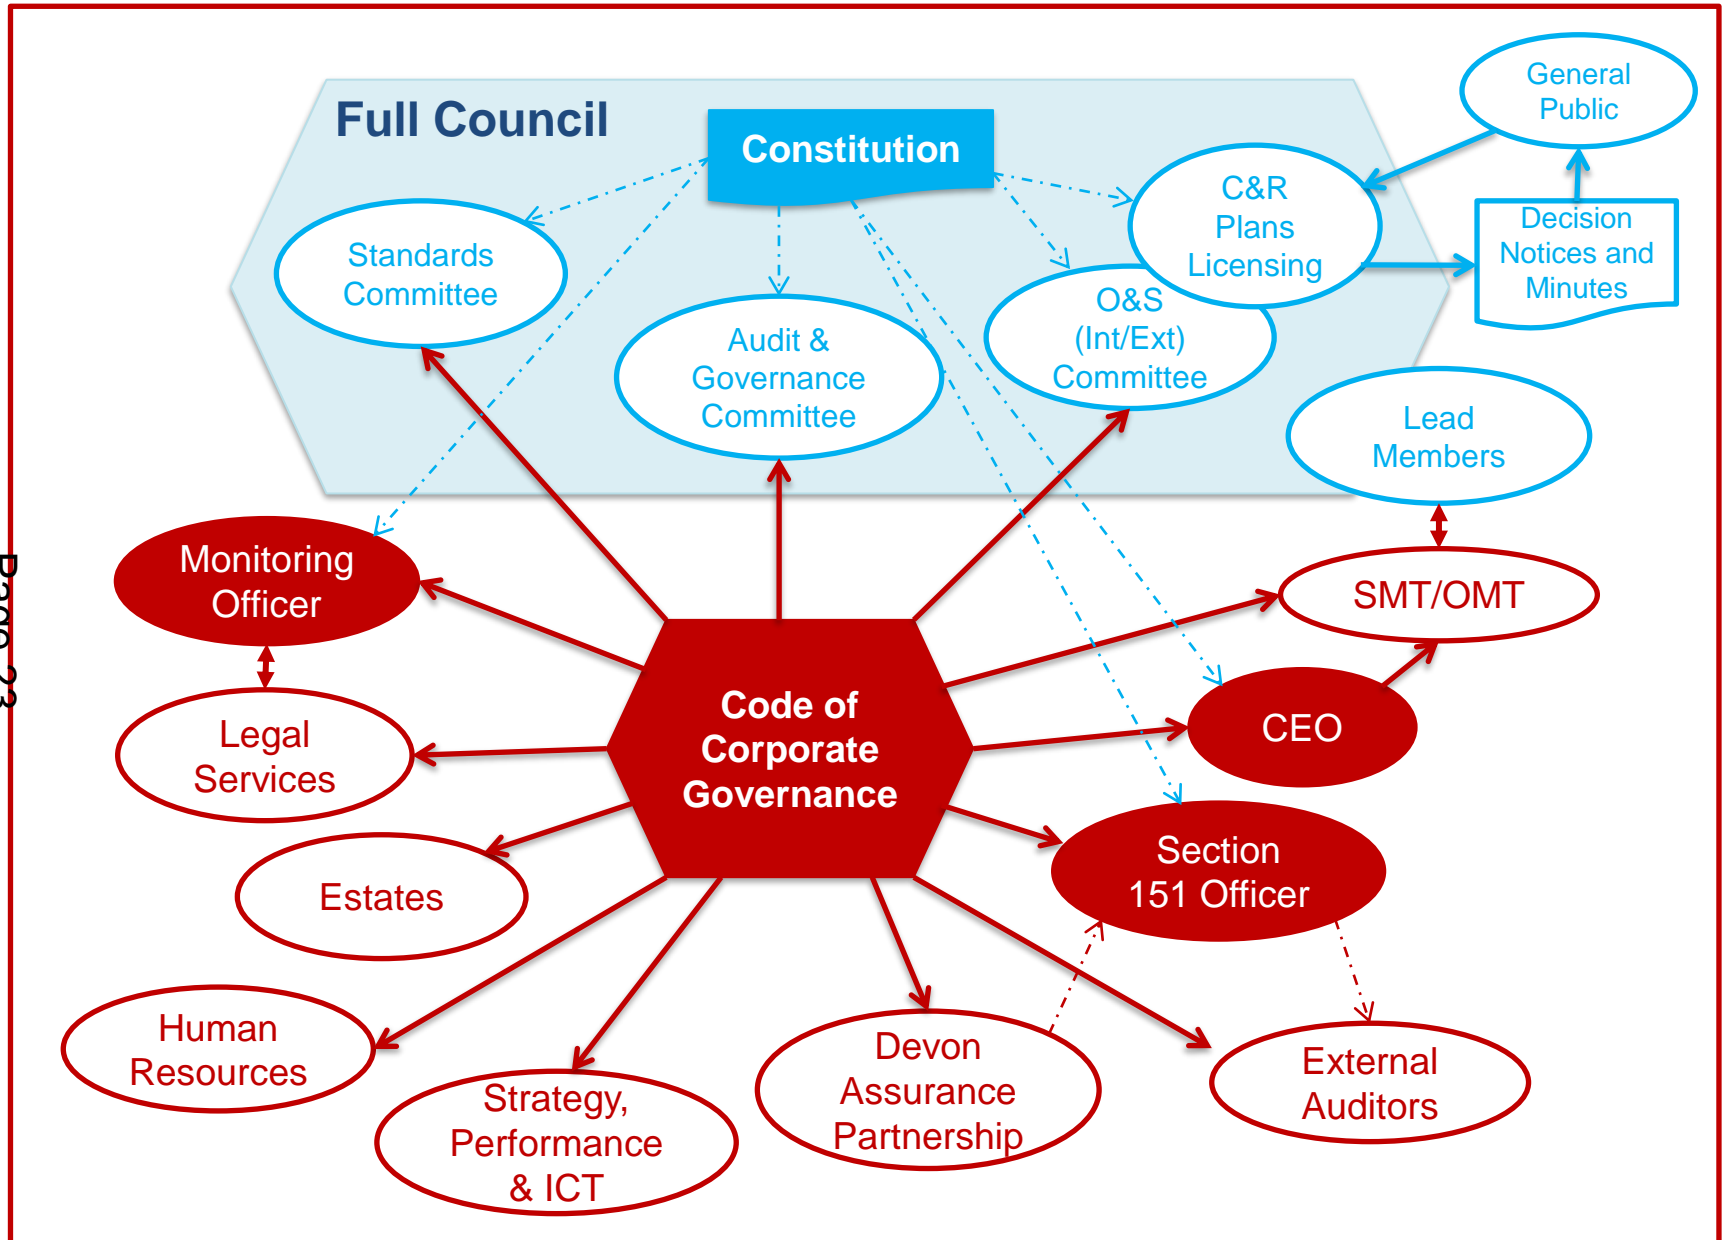 Full Council
Constitution
General
Public
C&R
Plans
Licensing
Decision
Notices and
Minutes
Standards
Committee
Audit &
Governance
Committee
O&S
(Int/Ext)
Committee
Lead
Members
Monitoring
Officer
SMT/OMT
Page 23
Legal
Services
Code of
Corporate
Governance
CEO
Estates
Section
151 Officer
Human
Resources
Strategy,
Performance
& ICT
Devon
Assurance
Partnership
External
Auditors